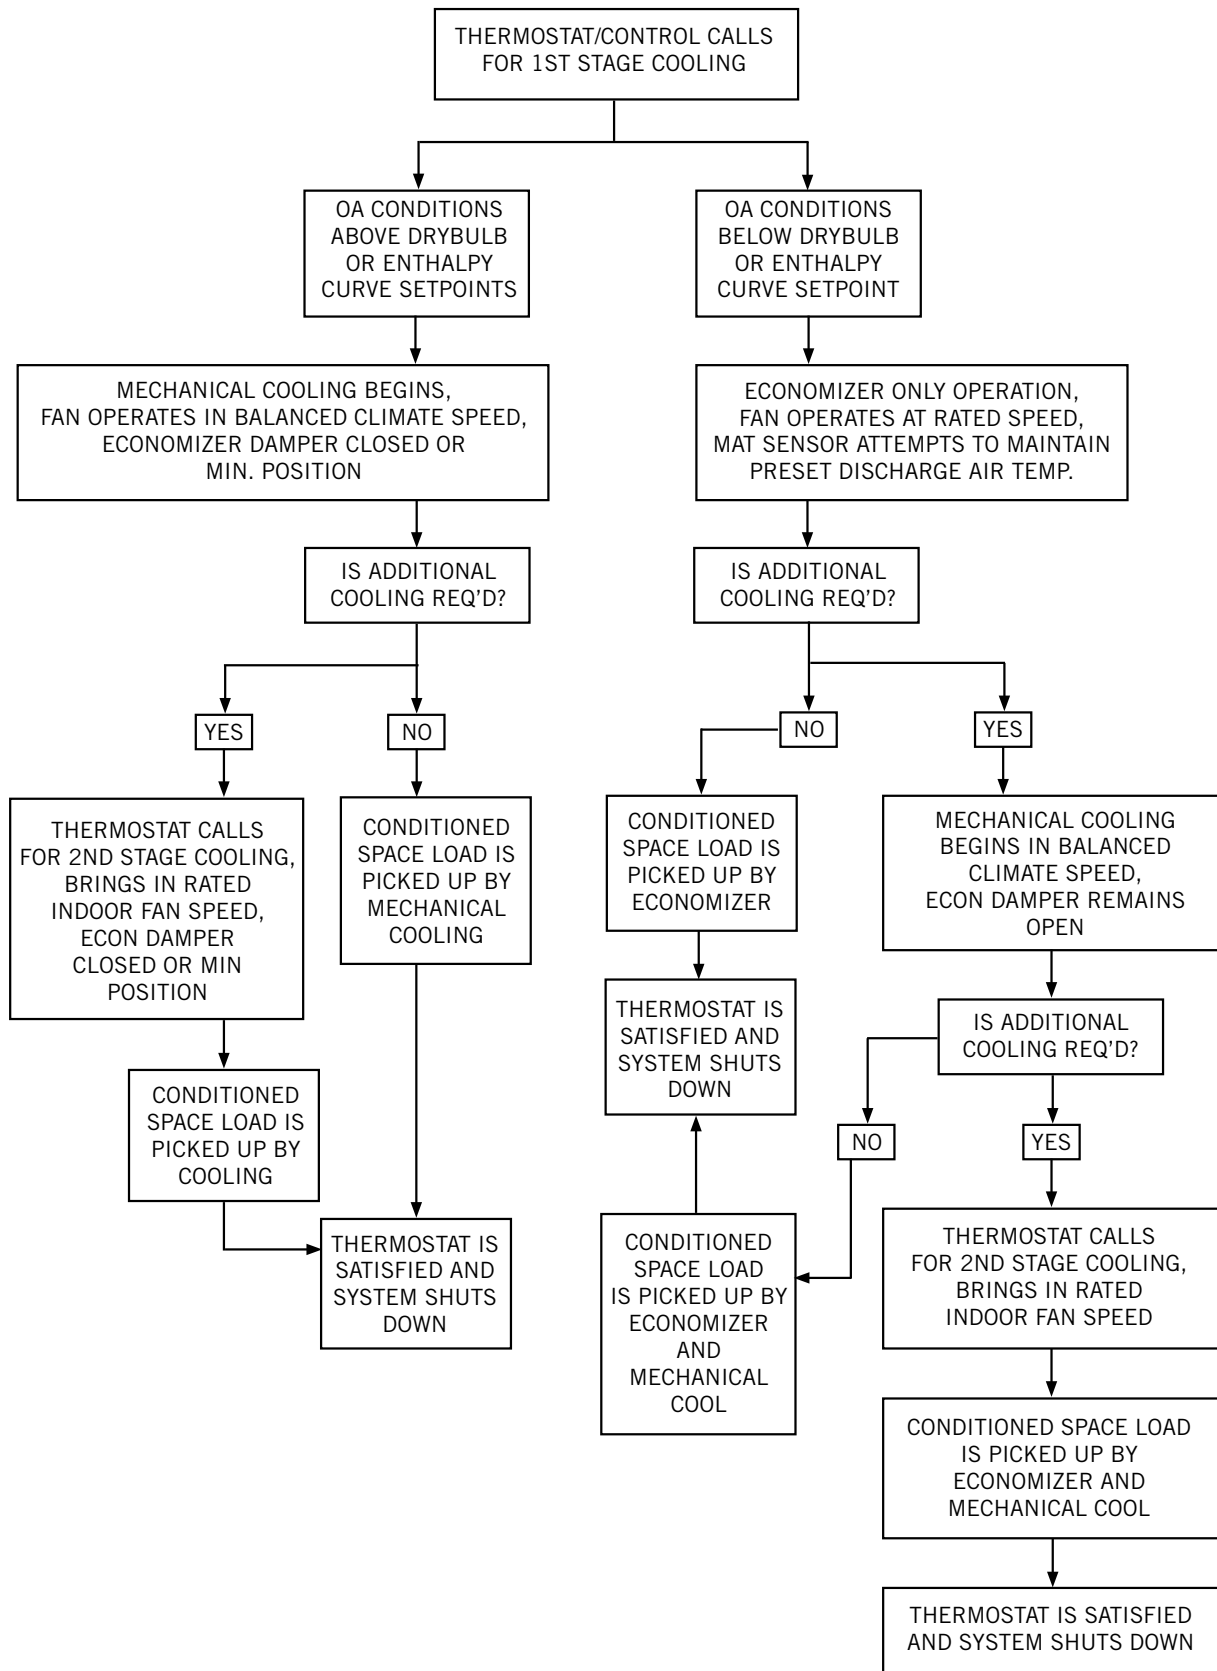 THERMOSTAT/CONTROL CALLS
FOR 1ST STAGE COOLING
OA CONDITIONS
ABOVE DRYBULB
OR ENTHALPY
CURVE SETPOINTS
OA CONDITIONS
BELOW DRYBULB
OR ENTHALPY
CURVE SETPOINT
MECHANICAL COOLING BEGINS,
FAN OPERATES IN BALANCED CLIMATE SPEED,
ECONOMIZER DAMPER CLOSED OR
MIN. POSITION
ECONOMIZER ONLY OPERATION,
FAN OPERATES AT RATED SPEED,
MAT SENSOR ATTEMPTS TO MAINTAIN
PRESET DISCHARGE AIR TEMP.
IS ADDITIONAL
COOLING REQ'D?
IS ADDITIONAL
COOLING REQ'D?
YES
NO
NO
YES
THERMOSTAT CALLS
FOR 2ND STAGE COOLING,
BRINGS IN RATED
INDOOR FAN SPEED,
ECON DAMPER
CLOSED OR MIN
POSITION
CONDITIONED
SPACE LOAD IS
PICKED UP BY
MECHANICAL
COOLING
CONDITIONED
SPACE LOAD IS
PICKED UP BY
ECONOMIZER
MECHANICAL COOLING
BEGINS IN BALANCED
CLIMATE SPEED,
ECON DAMPER REMAINS
OPEN
THERMOSTAT IS
SATISFIED AND
SYSTEM SHUTS
DOWN
IS ADDITIONAL
COOLING REQ'D?
CONDITIONED
SPACE LOAD IS
PICKED UP BY
COOLING
NO
YES
THERMOSTAT IS
SATISFIED AND
SYSTEM SHUTS
DOWN
CONDITIONED
SPACE LOAD
IS PICKED UP BY
ECONOMIZER
AND
MECHANICAL
COOL
THERMOSTAT CALLS
FOR 2ND STAGE COOLING,
BRINGS IN RATED
INDOOR FAN SPEED
CONDITIONED SPACE LOAD
IS PICKED UP BY
ECONOMIZER AND
MECHANICAL COOL
THERMOSTAT IS SATISFIED
AND SYSTEM SHUTS DOWN